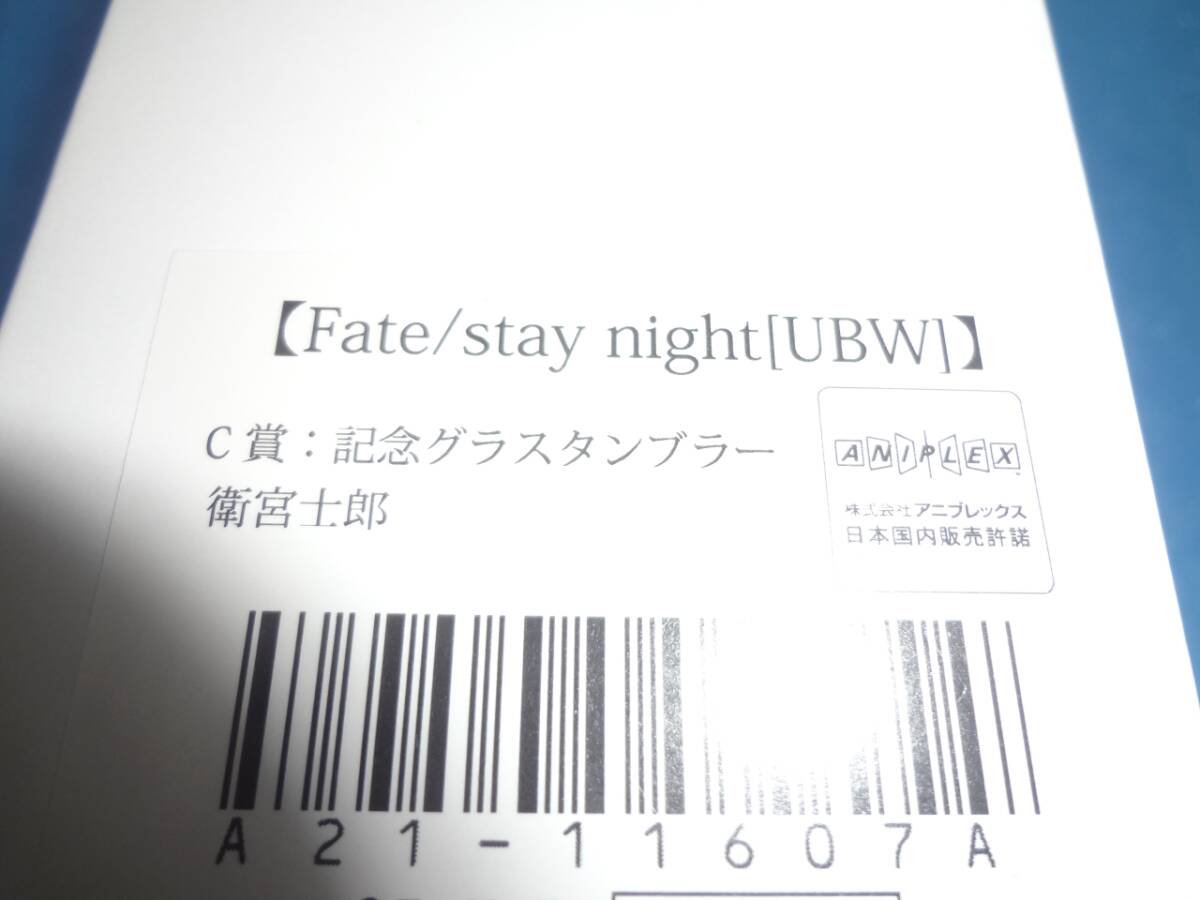 【Fate/stay night[UBW]】
C賞：記念グラスタンブラー
衛宮士郎
ANIPLEX
株式会社アニプレックス
日本国内販売許諾
A21-11607A